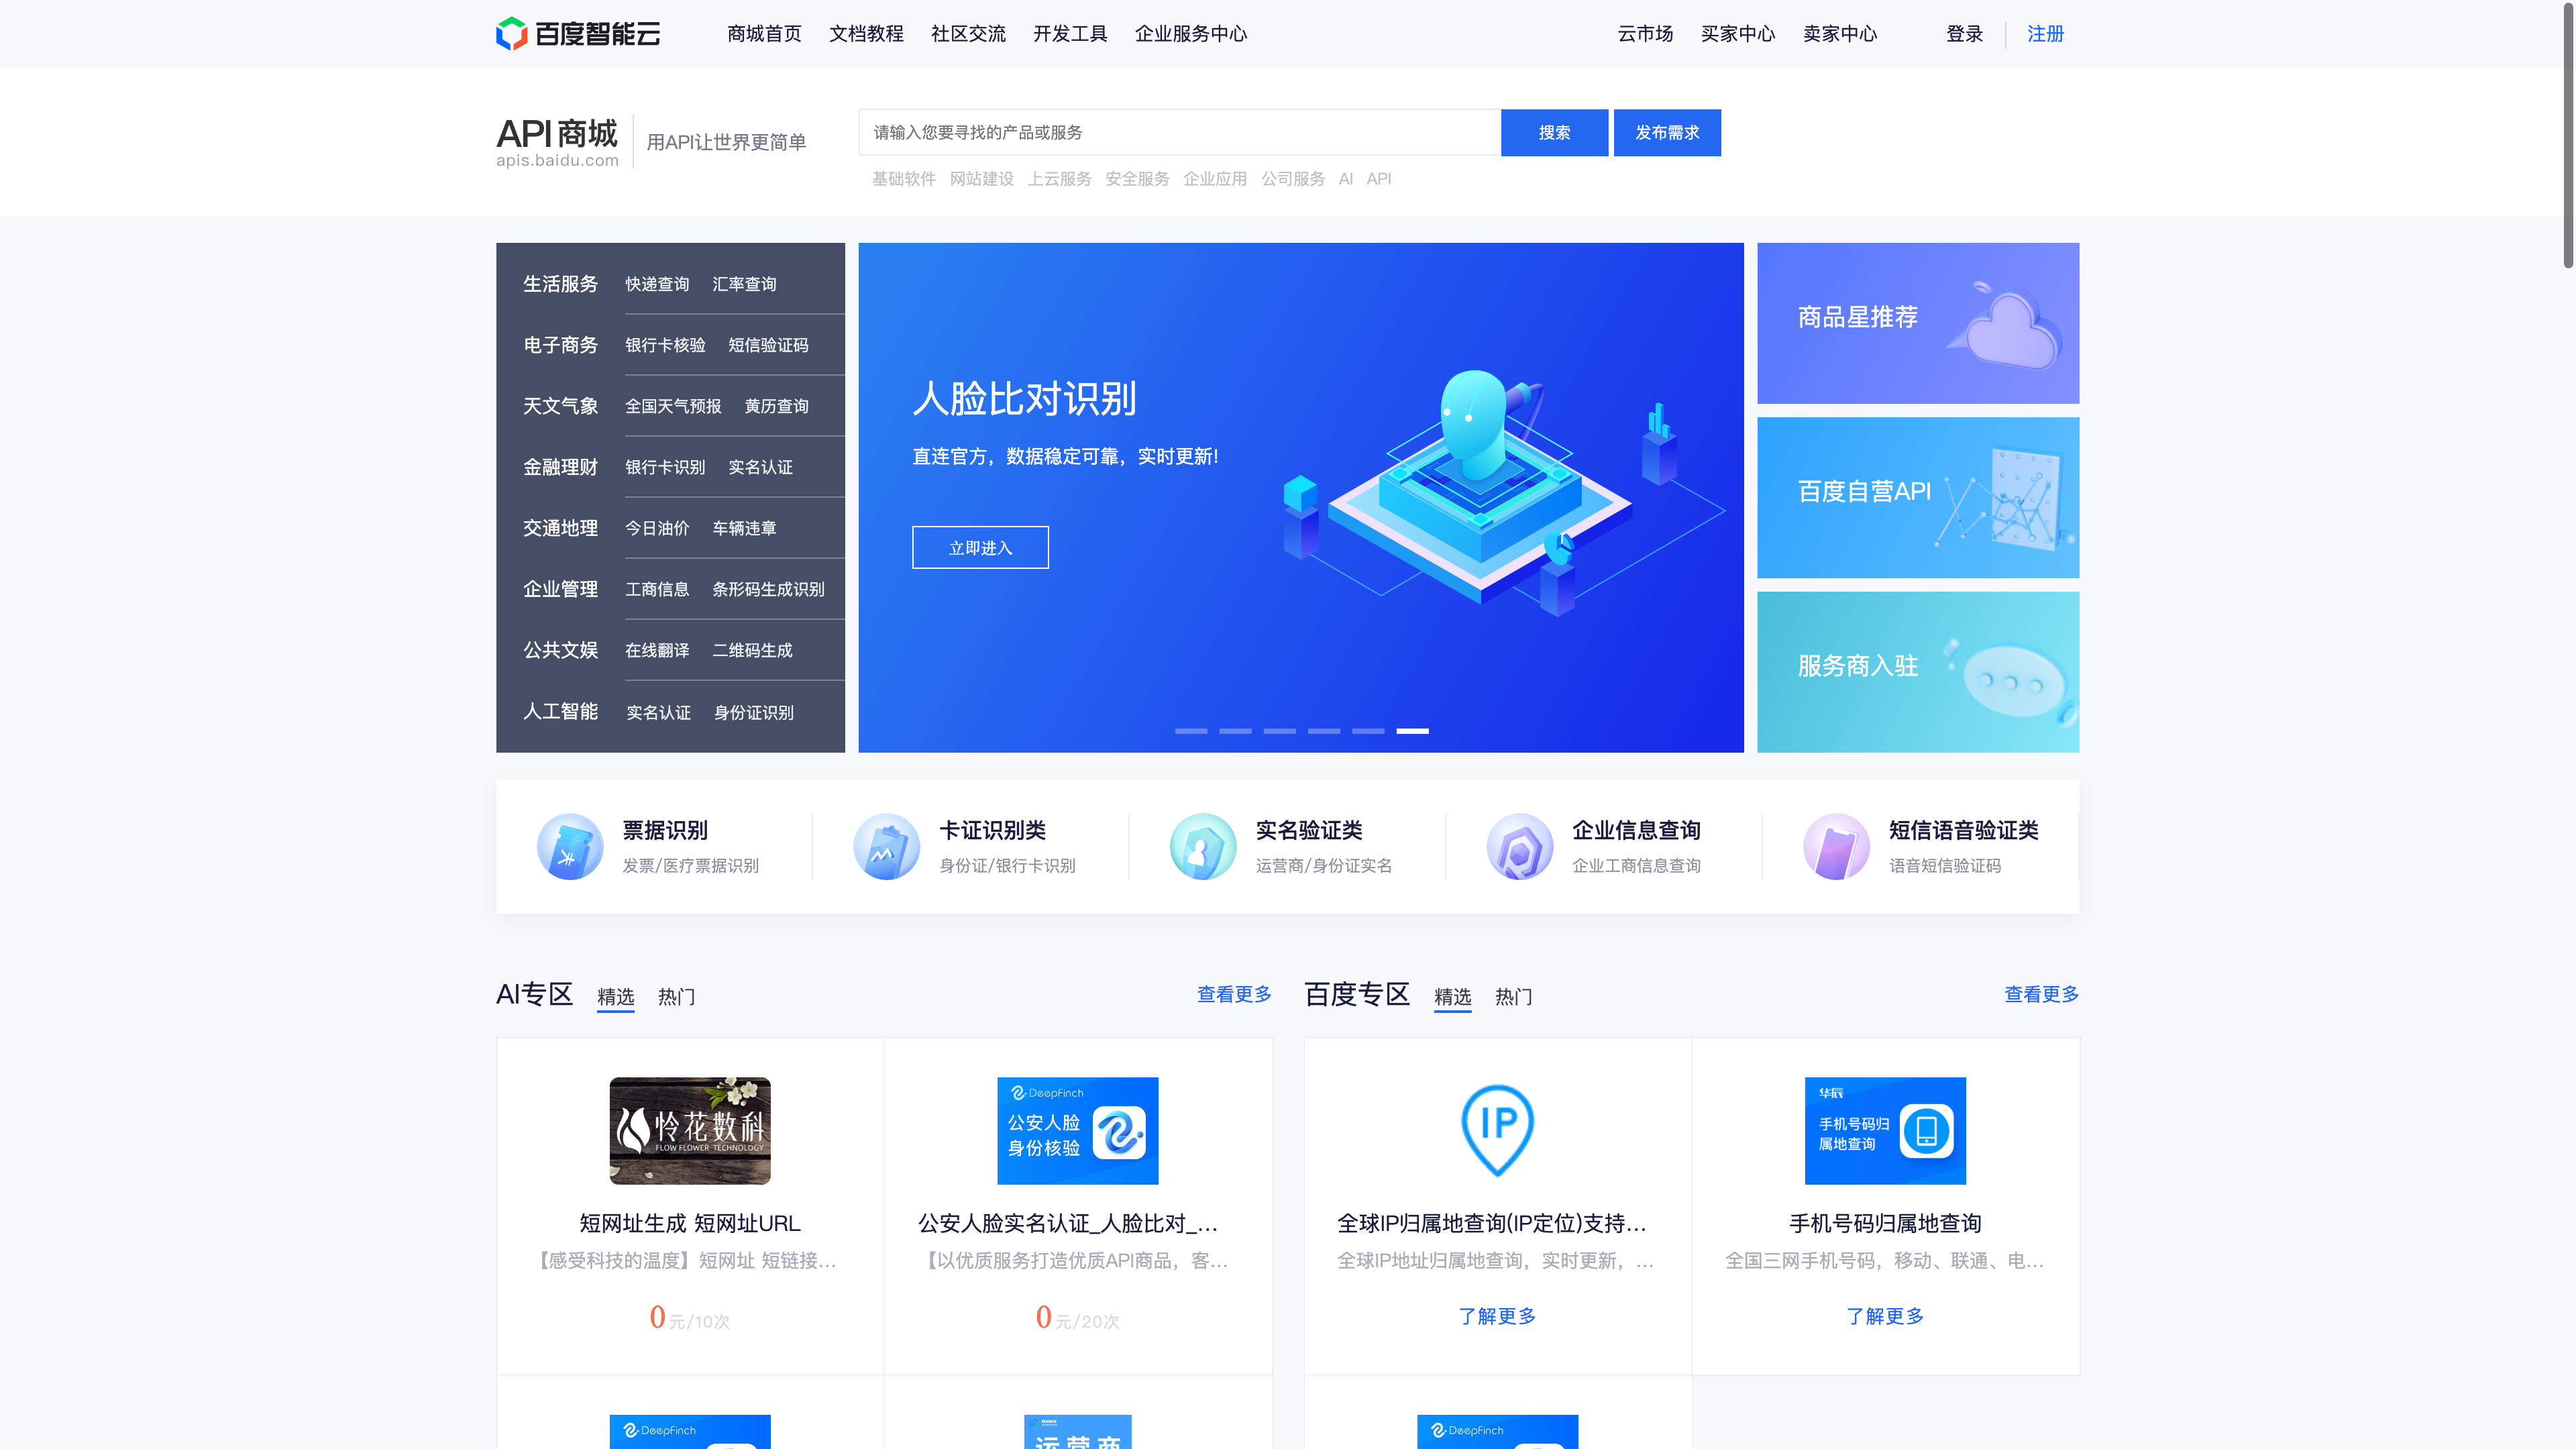 百度智能云 商城首页 文档教程 社区交流 开发工具 企业服务中心 云市场 买家中心 卖家中心 登录 注册
API 商城 用API让世界更简单
apis.baidu.com
请输入您要寻找的产品或服务 搜索 发布需求
基础软件 网站建设 上云服务 安全服务 企业应用 公司服务 AI API
生活服务 快递查询 汇率查询
电子商务 银行卡核验 短信验证码
天文气象 全国天气预报 黄历查询
金融理财 银行卡识别 实名认证
交通地理 今日油价 车辆违章
企业管理 工商信息 条形码生成识别
公共文娱 在线翻译 二维码生成
人工智能 实名认证 身份证识别
人脸比对识别
直连官方，数据稳定可靠，实时更新!
立即进入
商品星推荐
百度自营API
服务商入驻
票据识别
发票/医疗票据识别
卡证识别类
身份证/银行卡识别
实名验证类
运营商/身份证实名
企业信息查询
企业工商信息查询
短信语音验证类
语音短信验证码
AI专区 精选 热门 查看更多
怜花数科
FLOW FLOWER TECHNOLOGY
短网址生成 短网址URL
【感受科技的温度】短网址 短链接...
0 元/10次
DeepFinch
公安人脸
身份核验
公安人脸实名认证_人脸比对_...
【以优质服务打造优质API商品，客...
0 元/20次
百度专区 精选 热门 查看更多
IP
全球IP归属地查询(IP定位)支持...
全球IP地址归属地查询，实时更新，...
了解更多
华辰
手机号码归
属地查询
手机号码归属地查询
全国三网手机号码，移动、联通、电...
了解更多
DeepFinch
运营商
DeepFinch